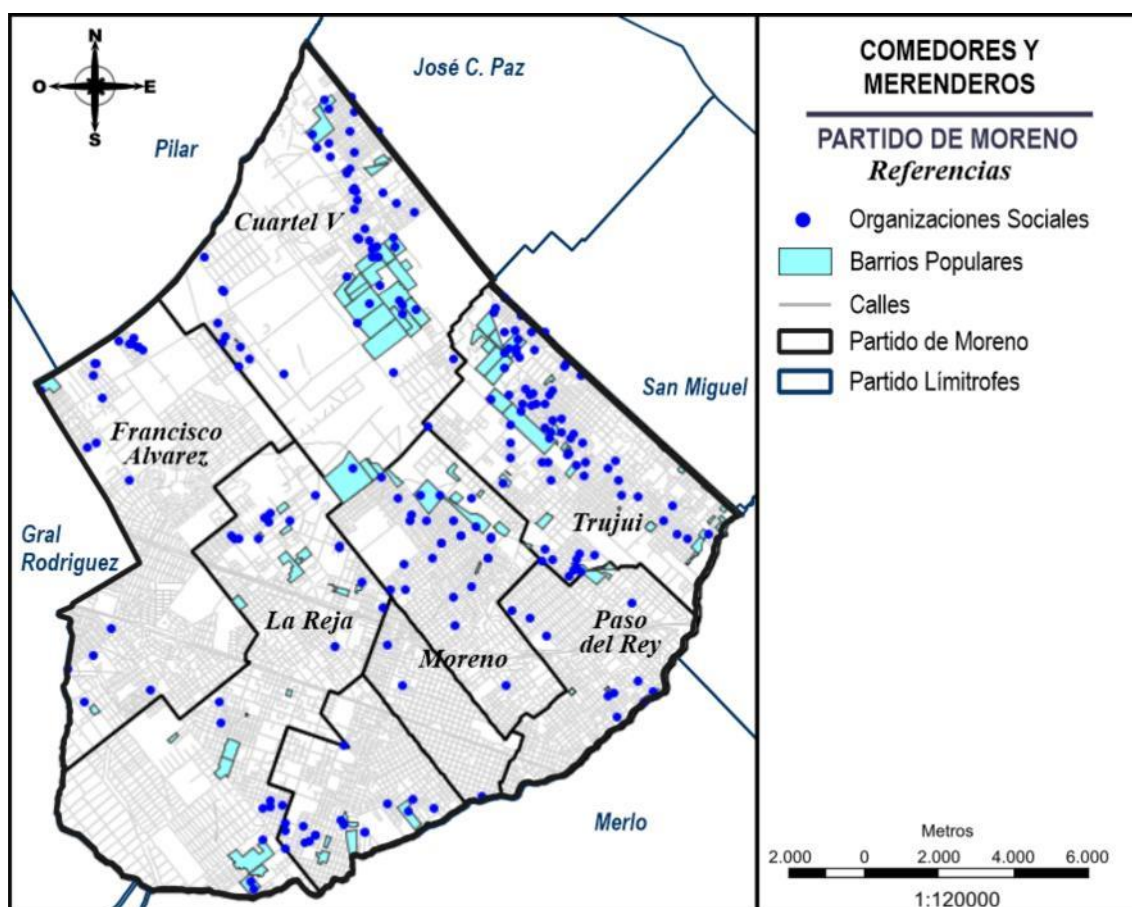 N
O
E
S
José C. Paz
Pilar
Cuartel V
San Miguel
Francisco
Alvarez
Gral
Rodriguez
Trujui
La Reja
Paso
del Rey
Moreno
Merlo
COMEDORES Y
MERENDEROS
PARTIDO DE MORENO
Referencias
Organizaciones Sociales
Barrios Populares
Calles
Partido de Moreno
Partido Límitrofes
Metros
2.000 0 2.000 4.000 6.000
1:120000